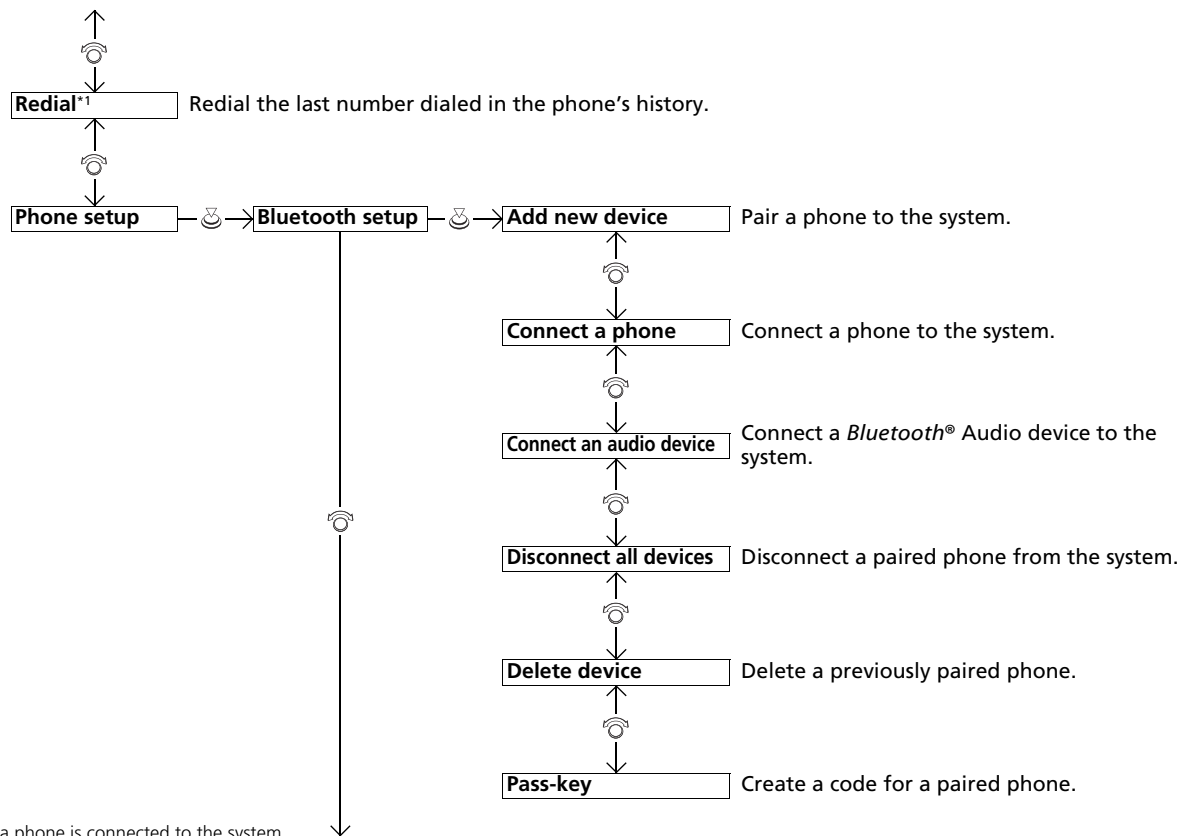 Redial*1 Redial the last number dialed in the phone’s history.
Phone setup Bluetooth setup Add new device Pair a phone to the system.
Connect a phone Connect a phone to the system.
Connect an audio device Connect a Bluetooth® Audio device to the
system.
Disconnect all devices Disconnect a paired phone from the system.
Delete device Delete a previously paired phone.
Pass-key Create a code for a paired phone.
a phone is connected to the system